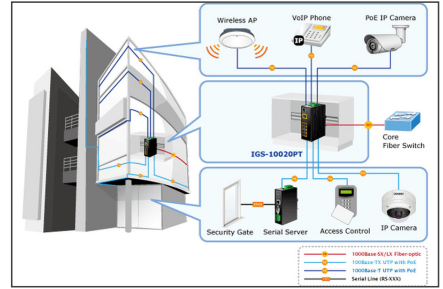 Wireless AP
VoIP Phone
PoE IP Camera
IP
IGS-10020PT
Core
Fiber Switch
Security Gate
Serial Server
Access Control
IP Camera
1000Base-SX/LX Fiber-optic
100Base-TX UTP with PoE
1000Base-T UTP with PoE
Serial Line (RS-XXX)